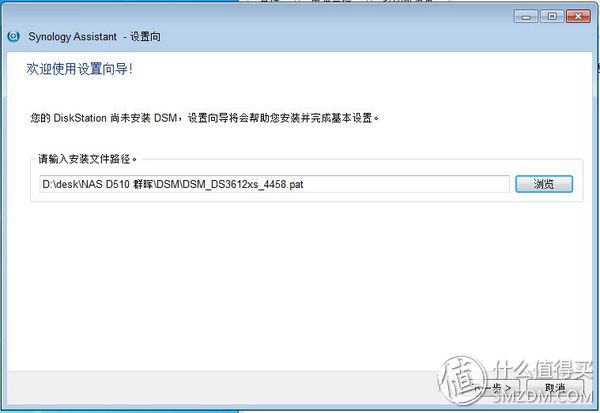 Synology Assistant - 设置向
欢迎使用设置向导!
您的 DiskStation 尚未安装 DSM，设置向导将会帮助您安装并完成基本设置。
请输入安装文件路径。
D:\desk\NAS D510 群晖\DSM\DSM_DS3612xs_4458.pat
浏览
下一步 >
取消
值 什么值得买
SMZDM.COM